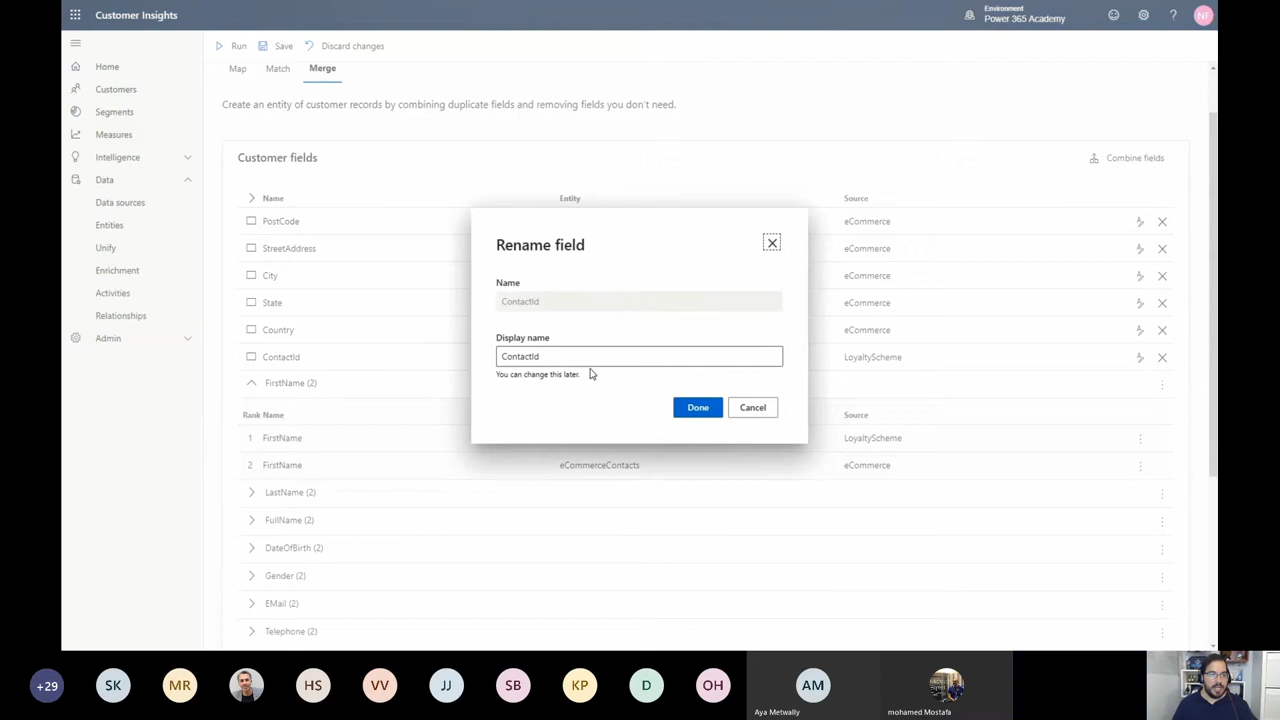 Customer Insights
Environment
Power 365 Academy
NF
Run Save Discard changes
Home
Customers
Segments
Measures
Intelligence
Data
Data sources
Entities
Unify
Enrichment
Activities
Relationships
Admin
Map Match Merge
Create an entity of customer records by combining duplicate fields and removing fields you don't need.
Customer fields
Combine fields
Name Entity Source
PostCode eCommerce
StreetAddress eCommerce
City eCommerce
State eCommerce
Country eCommerce
ContactId LoyaltyScheme
FirstName (2)
Rank Name Source
1 FirstName LoyaltyScheme
2 FirstName eCommerceContacts eCommerce
LastName (2)
FullName (2)
DateOfBirth (2)
Gender (2)
EMail (2)
Telephone (2)
Rename field
Name
ContactId
Display name
ContactId
You can change this later.
Done Cancel
+29 SK MR HS VV JJ SB KP D OH AM
Aya Metwally
mohamed Mostafa